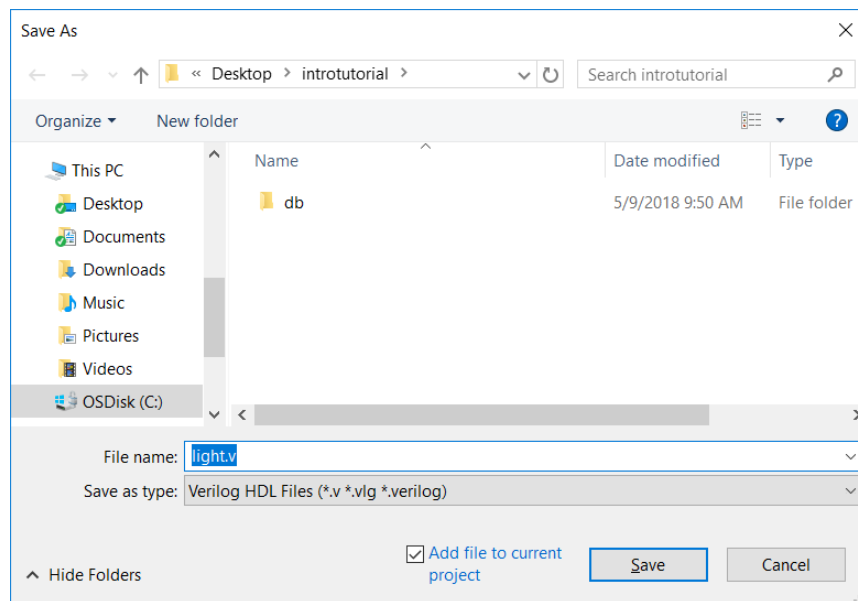 Save As
« Desktop > introtutorial >
Search introtutorial
Organize
New folder
?
Name
Date modified
Type
This PC
db
5/9/2018 9:50 AM
File folder
Desktop
Documents
Downloads
Music
Pictures
Videos
OSDisk (C:)
File name: light.v
Save as type: Verilog HDL Files (*.v *.vlg *.verilog)
Add file to current
project
Save
Cancel
Hide Folders